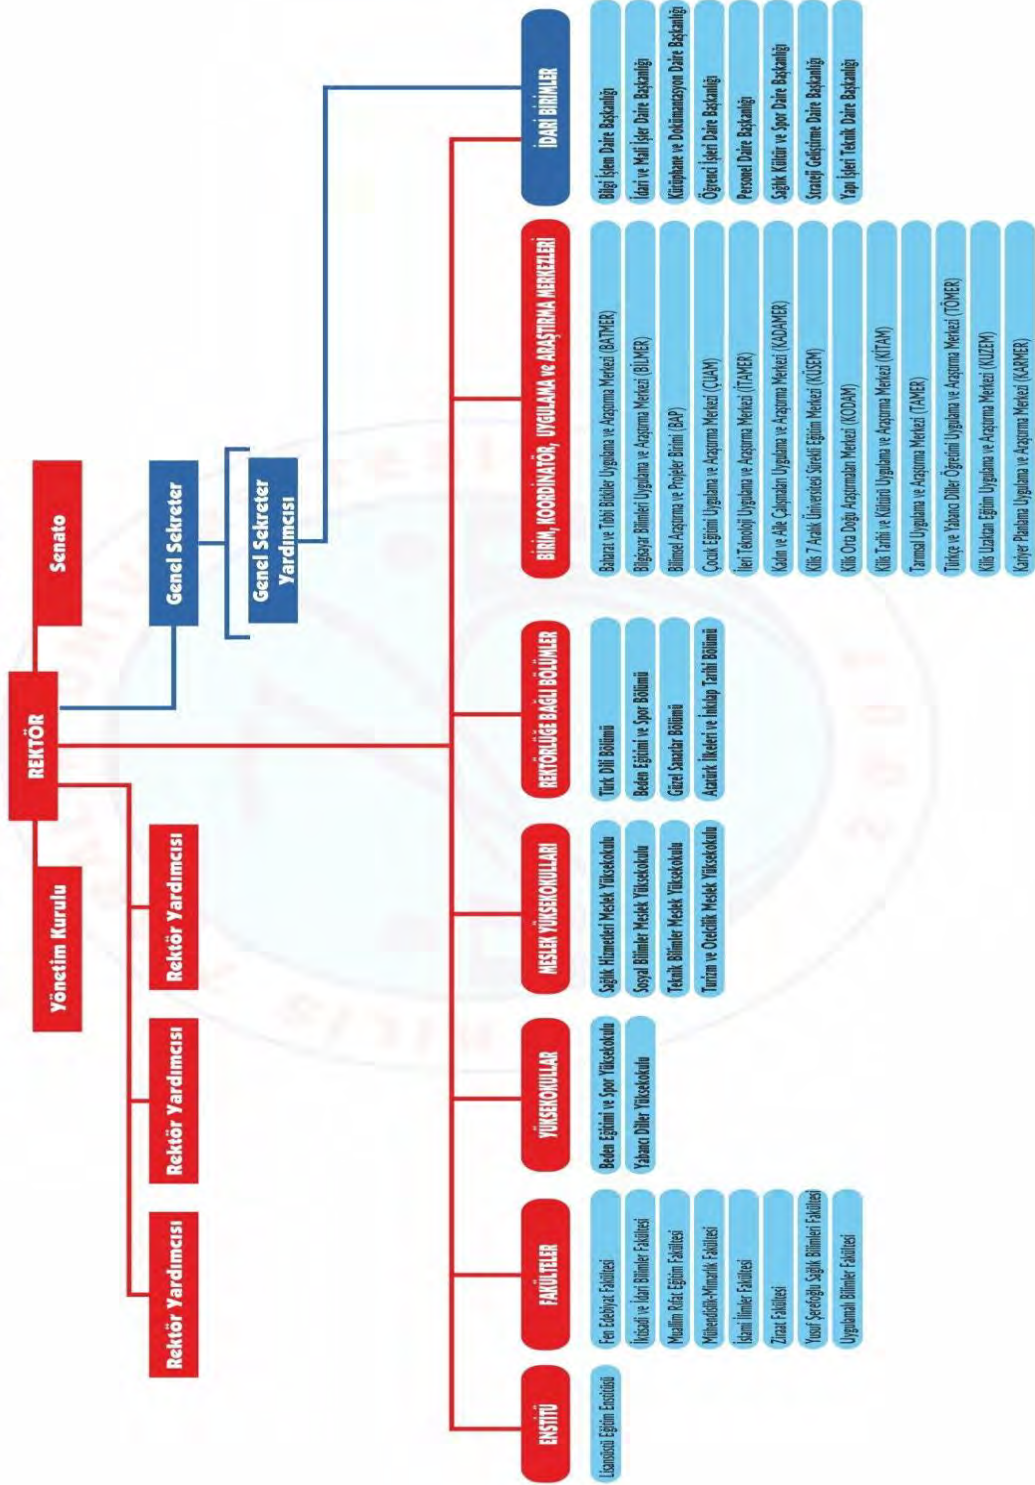 REKTÖR
Yönetim Kurulu
Senato
Rektör Yardımcısı
Rektör Yardımcısı
Rektör Yardımcısı
Genel Sekreter
Genel Sekreter
Yardımcısı
ENSTİTÜ
Lisansüstü Eğitim Enstitüsü
FAKÜLTELER
Fen Edebiyat Fakültesi
İktisadi ve İdari Bilimler Fakültesi
Muallim Rıfat Eğitim Fakültesi
Mühendislik-Mimarlık Fakültesi
İslami İlimler Fakültesi
Ziraat Fakültesi
Yusuf Şerefoğlu Sağlık Bilimleri Fakültesi
Uygulamalı Bilimler Fakültesi
YÜKSEKOKULLAR
Beden Eğitimi ve Spor Yüksekokulu
Yabancı Diller Yüksekokulu
MESLEK YÜKSEKOKULLARI
Sağlık Hizmetleri Meslek Yüksekokulu
Sosyal Bilimler Meslek Yüksekokulu
Teknik Bilimler Meslek Yüksekokulu
Turizm ve Otelcilik Meslek Yüksekokulu
REKTÖRLÜĞE BAĞLI BÖLÜMLER
Türk Dili Bölümü
Beden Eğitimi ve Spor Bölümü
Güzel Sanatlar Bölümü
Atatürk İlkeleri ve İnkılap Tarihi Bölümü
BİRİM, KOORDİNATÖR, UYGULAMA ve ARAŞTIRMA MERKEZLERİ
Baharat ve Tıbbi Bitkiler Uygulama ve Araştırma Merkezi (BATMER)
Bilgisayar Bilimleri Uygulama ve Araştırma Merkezi (BİLMER)
Bilimsel Araştırma ve Projeler Birimi (BAP)
Çocuk Eğitimi Uygulama ve Araştırma Merkezi (ÇUAM)
İleri Teknoloji Uygulama ve Araştırma Merkezi (İTAMER)
Kadın ve Aile Çalışmaları Uygulama ve Araştırma Merkezi (KADAMER)
Kilis 7 Aralık Üniversitesi Sürekli Eğitim Merkezi (KÜSEM)
Kilis Orta Doğu Araştırmaları Merkezi (KODAM)
Kilis Tarihi ve Kültürü Uygulama ve Araştırma Merkezi (KİTAM)
Tarımsal Uygulama ve Araştırma Merkezi (TAMER)
Türkçe ve Yabancı Diller Öğretimi Uygulama ve Araştırma Merkezi (TÖMER)
Kilis Uzaktan Eğitim Uygulama ve Araştırma Merkezi (KUZEM)
Kariyer Planlama Uygulama ve Araştırma Merkezi (KARMER)
İDARİ BİRİMLER
Bilgi İşlem Daire Başkanlığı
İdari ve Mali İşler Daire Başkanlığı
Kütüphane ve Dokümantasyon Daire Başkanlığı
Öğrenci İşleri Daire Başkanlığı
Personel Daire Başkanlığı
Sağlık Kültür ve Spor Daire Başkanlığı
Strateji Geliştirme Daire Başkanlığı
Yapı İşleri Teknik Daire Başkanlığı